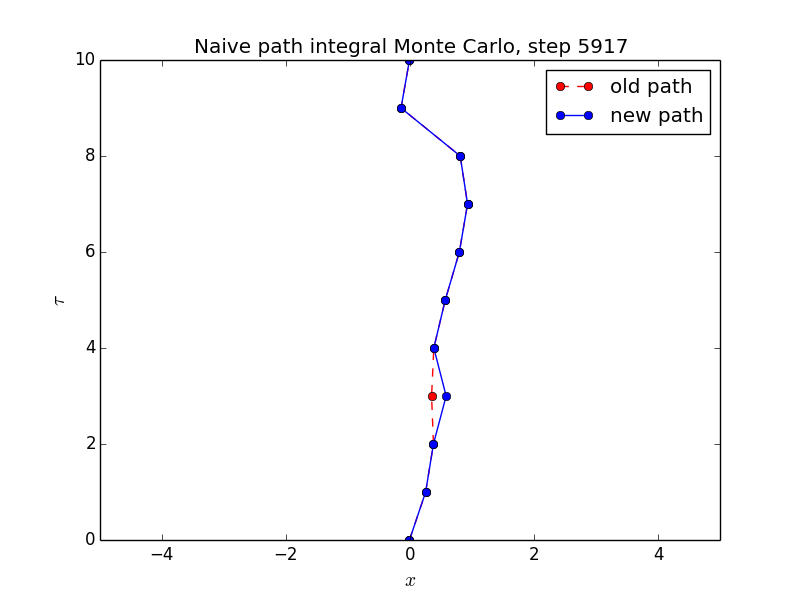 Naive path integral Monte Carlo, step 5917
old path
new path
10
8
6
4
2
0
τ
−4 −2 0 2 4
x